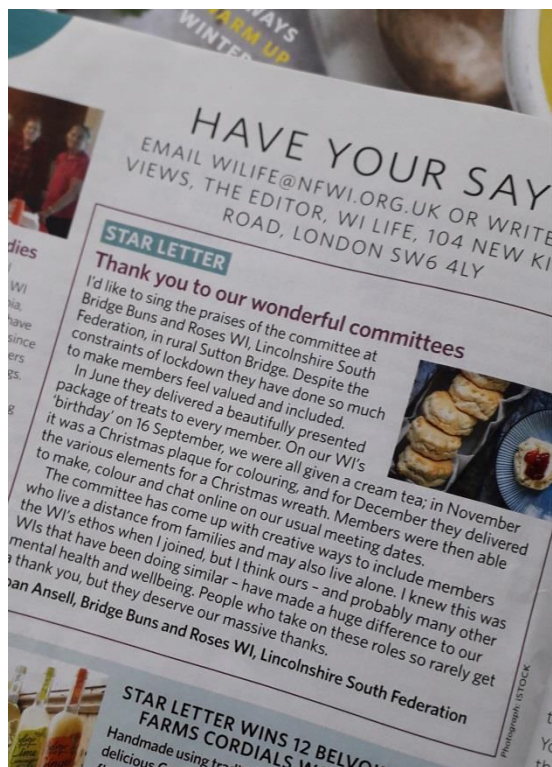 WAYS
WARM UP
WINTER
HAVE YOUR SAY
EMAIL WILIFE@NFWI.ORG.UK OR WRITE
VIEWS, THE EDITOR, WI LIFE, 104 NEW KI
ROAD, LONDON SW6 4LY
dies
WI
have
since
ers
gs.
STAR LETTER
Thank you to our wonderful committees
I'd like to sing the praises of the committee at
Bridge Buns and Roses WI, Lincolnshire South
Federation, in rural Sutton Bridge. Despite the
constraints of lockdown they have done so much
to make members feel valued and included.
In June they delivered a beautifully presented
package of treats to every member. On our WI's
'birthday' on 16 September, we were all given a cream tea; in November
it was a Christmas plaque for colouring, and for December they delivered
the various elements for a Christmas wreath. Members were then able
to make, colour and chat online on our usual meeting dates.
The committee has come up with creative ways to include members
who live a distance from families and may also live alone. I knew this was
the WI's ethos when I joined, but I think ours – and probably many other
WIs that have been doing similar – have made a huge difference to our
mental health and wellbeing. People who take on these roles so rarely get
a thank you, but they deserve our massive thanks.
oan Ansell, Bridge Buns and Roses WI, Lincolnshire South Federation
Photograph: iSTOCK
STAR LETTER WINS 12 BELVOI
FARMS CORDIALS W
Handmade using tradi
delicious
Lime